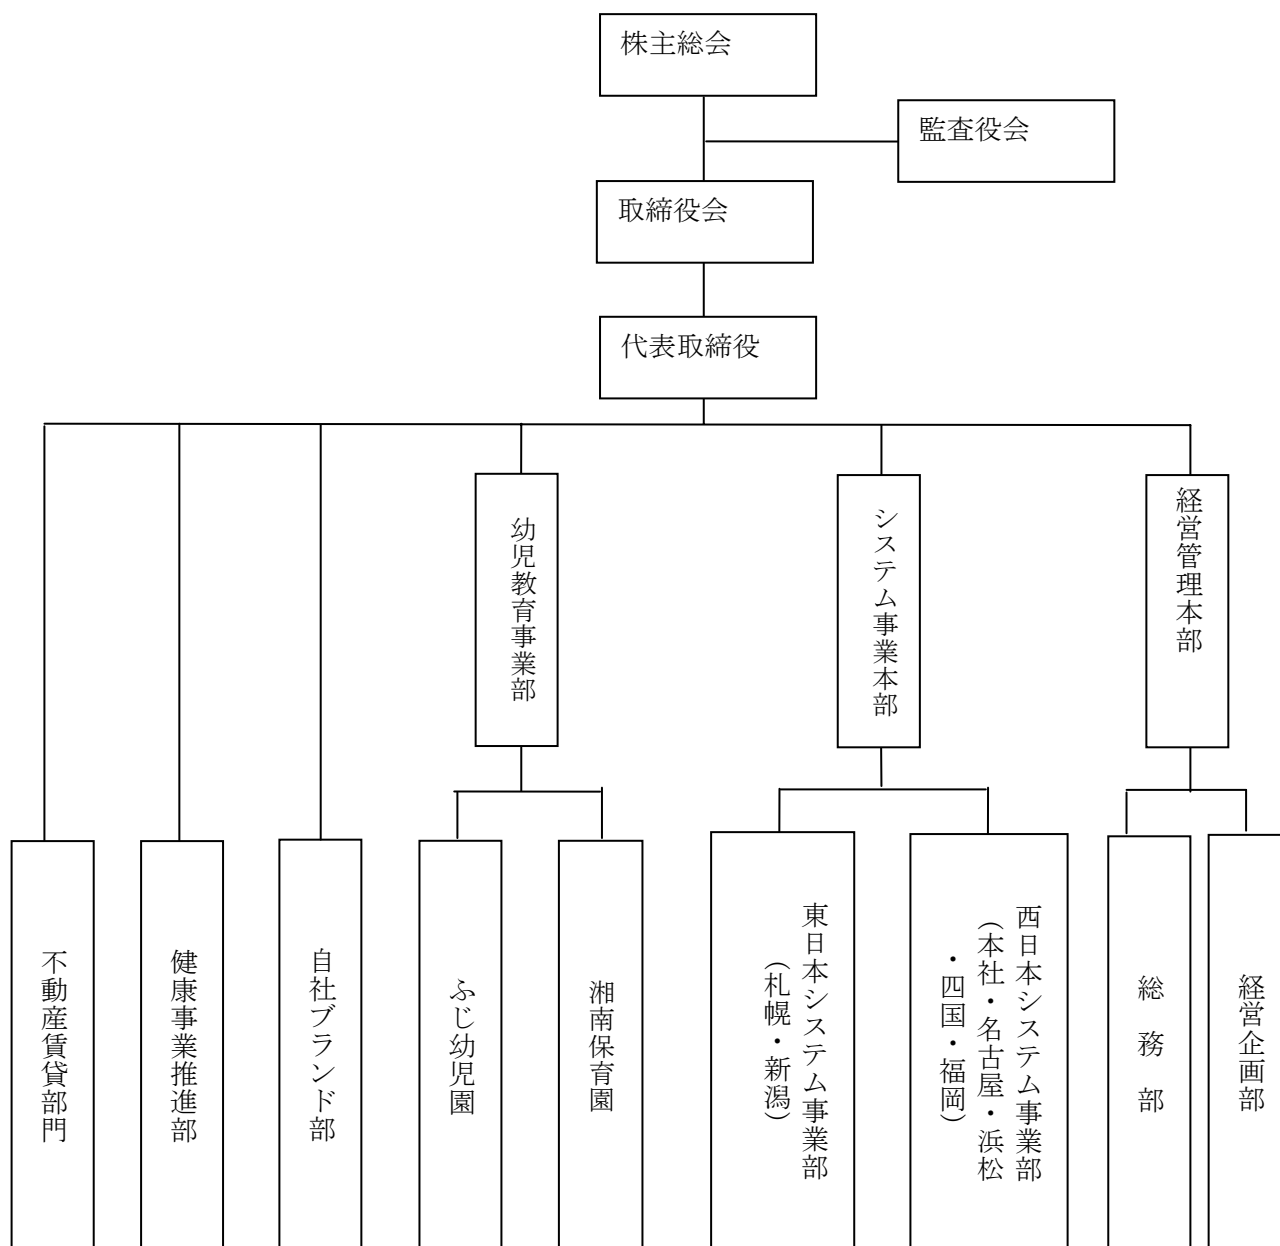 株主総会
監査役会
取締役会
代表取締役
幼児教育事業部
システム事業本部
経営管理本部
不動産賃貸部門
健康事業推進部
自社ブランド部
ふじ幼児園
湘南保育園
東日本システム事業部
(札幌・新潟)
西日本システム事業部
(本社・名古屋・浜松
・四国・福岡)
総 務 部
経営企画部